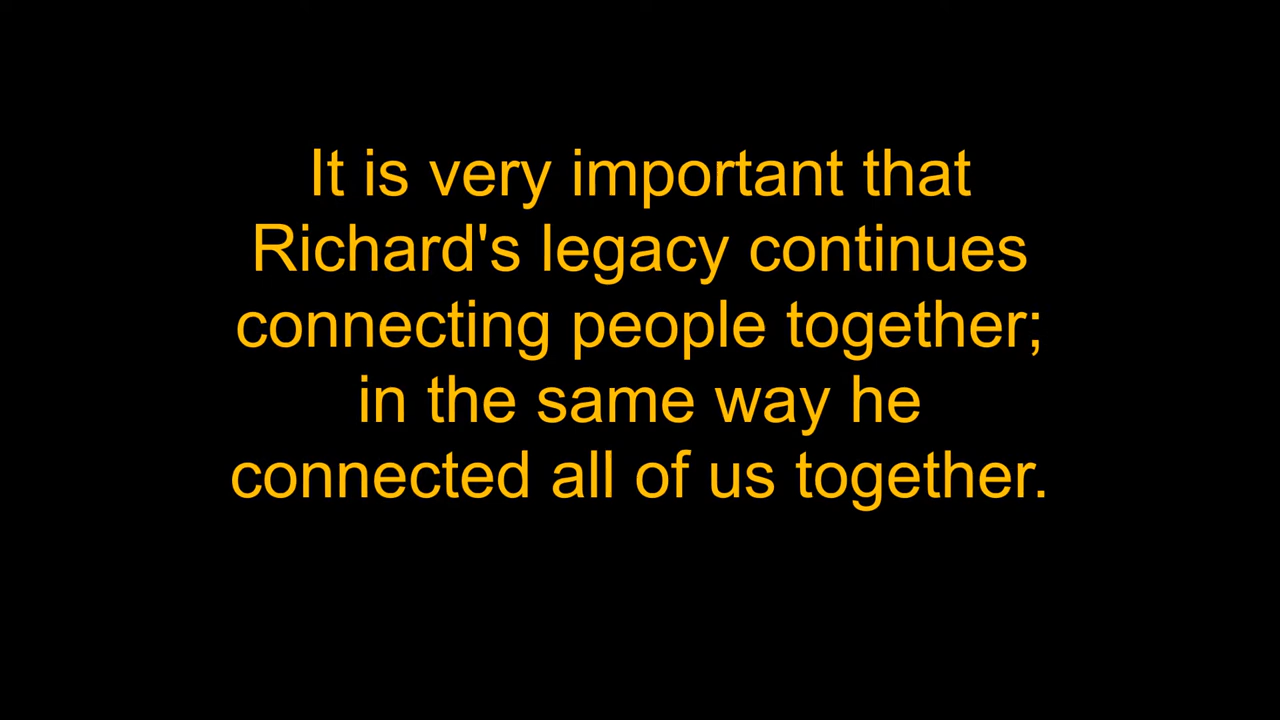 It is very important that
Richard's legacy continues
connecting people together;
in the same way he
connected all of us together.